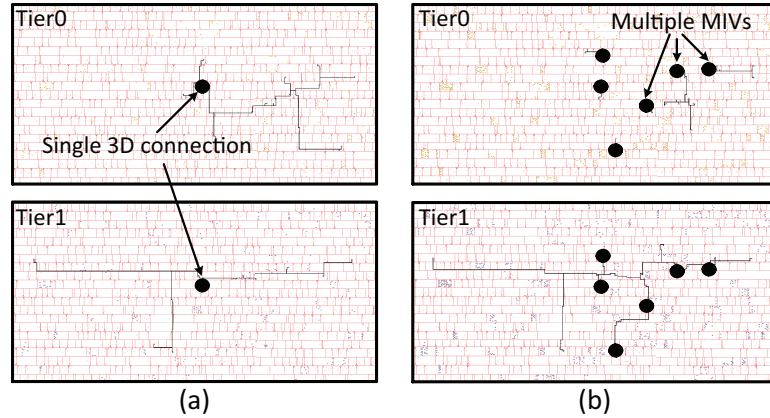 Tier0
Single 3D connection
Tier1
(a)
Tier0
Multiple MIVs
Tier1
(b)